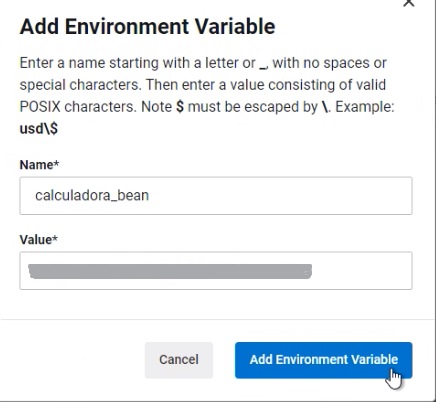 Add Environment Variable
Enter a name starting with a letter or _, with no spaces or
special characters. Then enter a value consisting of valid
POSIX characters. Note $ must be escaped by \. Example:
usd\$
Name*
calculadora_bean
Value*
Cancel
Add Environment Variable